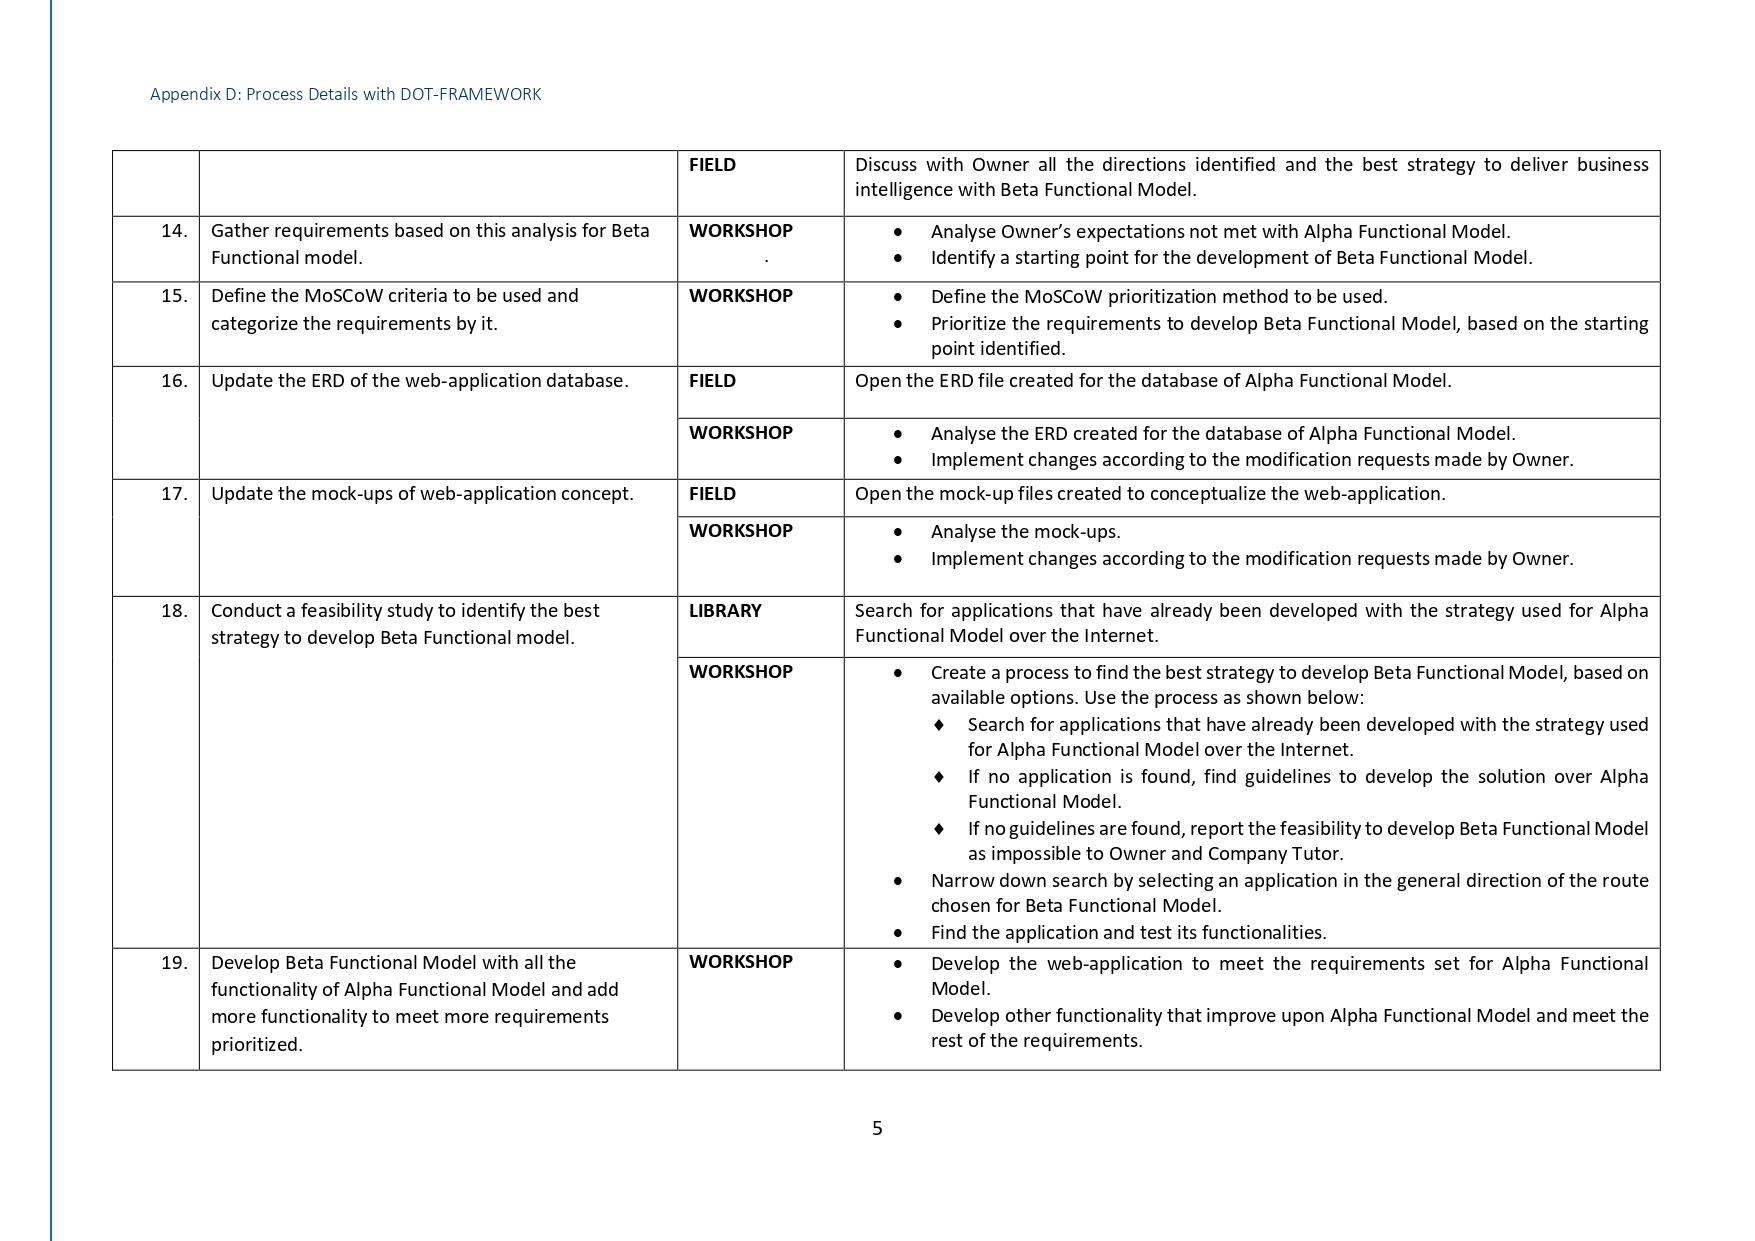 Appendix D: Process Details with DOT-FRAMEWORK
FIELD
Discuss with Owner all the directions identified and the best strategy to deliver business
intelligence with Beta Functional Model.
14.
Gather requirements based on this analysis for Beta
Functional model.
WORKSHOP
.
• Analyse Owner’s expectations not met with Alpha Functional Model.
• Identify a starting point for the development of Beta Functional Model.
15.
Define the MoSCoW criteria to be used and
categorize the requirements by it.
WORKSHOP
• Define the MoSCoW prioritization method to be used.
• Prioritize the requirements to develop Beta Functional Model, based on the starting
point identified.
16.
Update the ERD of the web-application database.
FIELD
Open the ERD file created for the database of Alpha Functional Model.
WORKSHOP
• Analyse the ERD created for the database of Alpha Functional Model.
• Implement changes according to the modification requests made by Owner.
17.
Update the mock-ups of web-application concept.
FIELD
Open the mock-up files created to conceptualize the web-application.
WORKSHOP
• Analyse the mock-ups.
• Implement changes according to the modification requests made by Owner.
18.
Conduct a feasibility study to identify the best
strategy to develop Beta Functional model.
LIBRARY
Search for applications that have already been developed with the strategy used for Alpha
Functional Model over the Internet.
WORKSHOP
• Create a process to find the best strategy to develop Beta Functional Model, based on
available options. Use the process as shown below:
♦ Search for applications that have already been developed with the strategy used
for Alpha Functional Model over the Internet.
♦ If no application is found, find guidelines to develop the solution over Alpha
Functional Model.
♦ If no guidelines are found, report the feasibility to develop Beta Functional Model
as impossible to Owner and Company Tutor.
• Narrow down search by selecting an application in the general direction of the route
chosen for Beta Functional Model.
• Find the application and test its functionalities.
19.
Develop Beta Functional Model with all the
functionality of Alpha Functional Model and add
more functionality to meet more requirements
prioritized.
WORKSHOP
• Develop the web-application to meet the requirements set for Alpha Functional
Model.
• Develop other functionality that improve upon Alpha Functional Model and meet the
rest of the requirements.
5